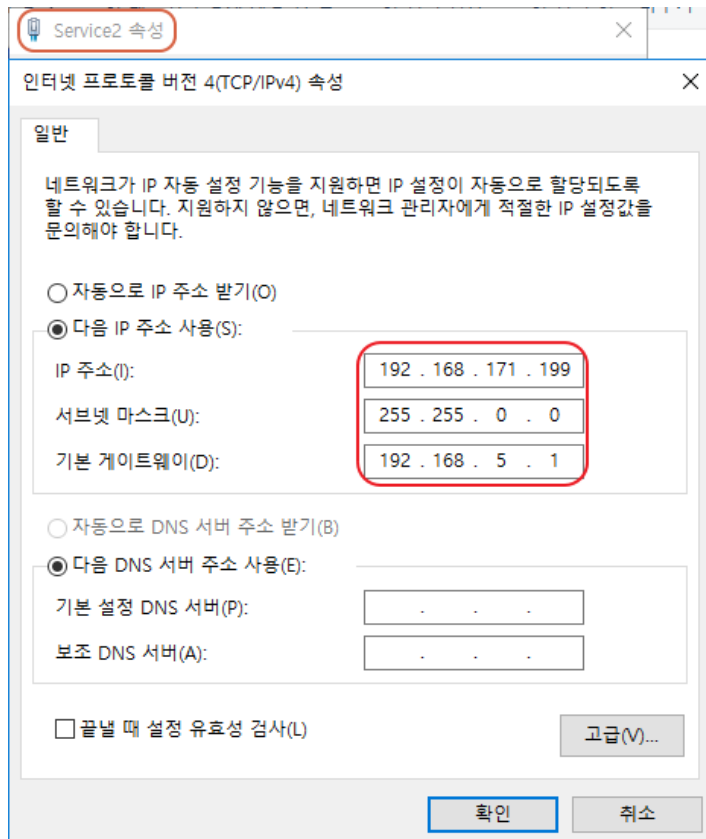 Service2 속성
인터넷 프로토콜 버전 4(TCP/IPv4) 속성
일반
네트워크가 IP 자동 설정 기능을 지원하면 IP 설정이 자동으로 할당되도록
할 수 있습니다. 지원하지 않으면, 네트워크 관리자에게 적절한 IP 설정값을
문의해야 합니다.
자동으로 IP 주소 받기(O)
다음 IP 주소 사용(S):
IP 주소(I): 192 . 168 . 171 . 199
서브넷 마스크(U): 255 . 255 . 0 . 0
기본 게이트웨이(D): 192 . 168 . 5 . 1
자동으로 DNS 서버 주소 받기(B)
다음 DNS 서버 주소 사용(E):
기본 설정 DNS 서버(P): . . .
보조 DNS 서버(A): . . .
끝낼 때 설정 유효성 검사(L)
고급(V)...
확인 취소